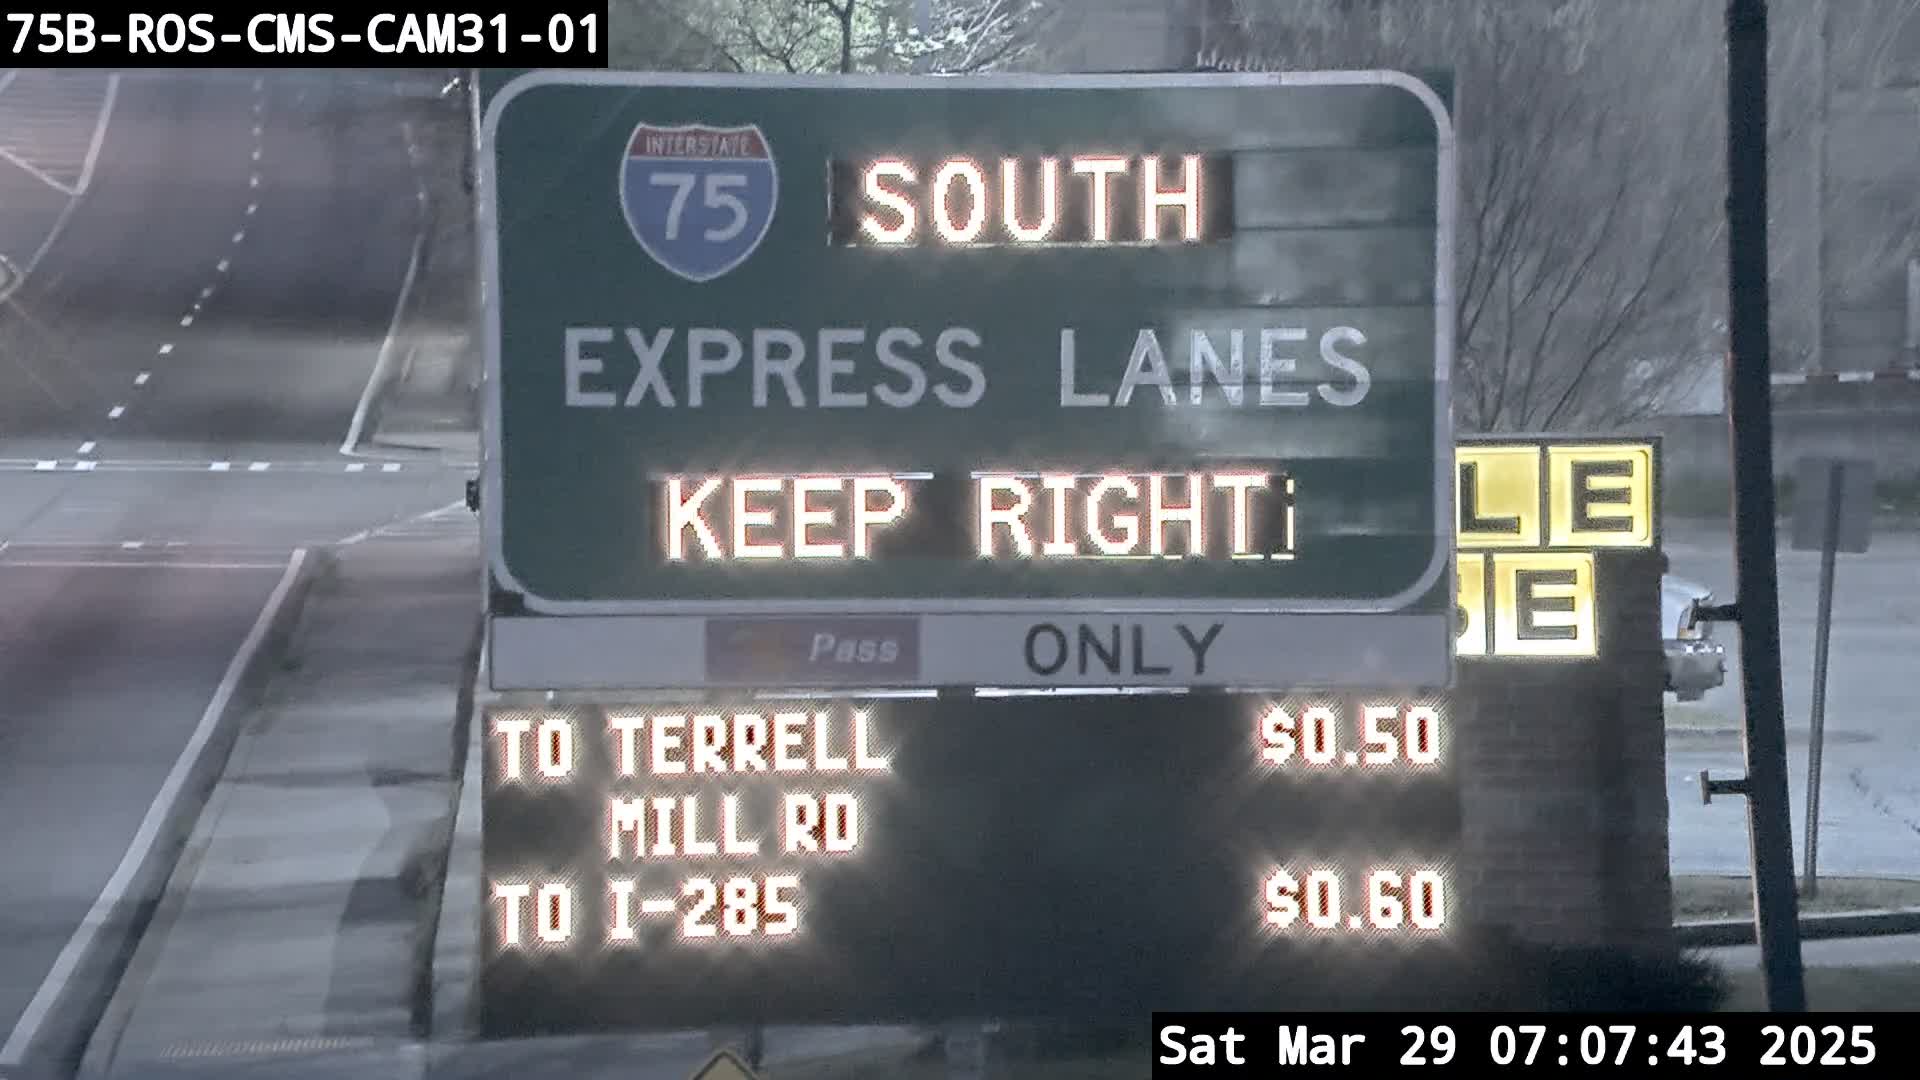 75B-ROS-CMS-CAM31-01
INTERSTATE
75
SOUTH
EXPRESS LANES
KEEP RIGHT
Pass ONLY
LE
E
TO TERRELL $0.50
MILL RD
TO I-285 $0.60
Sat Mar 29 07:07:43 2025